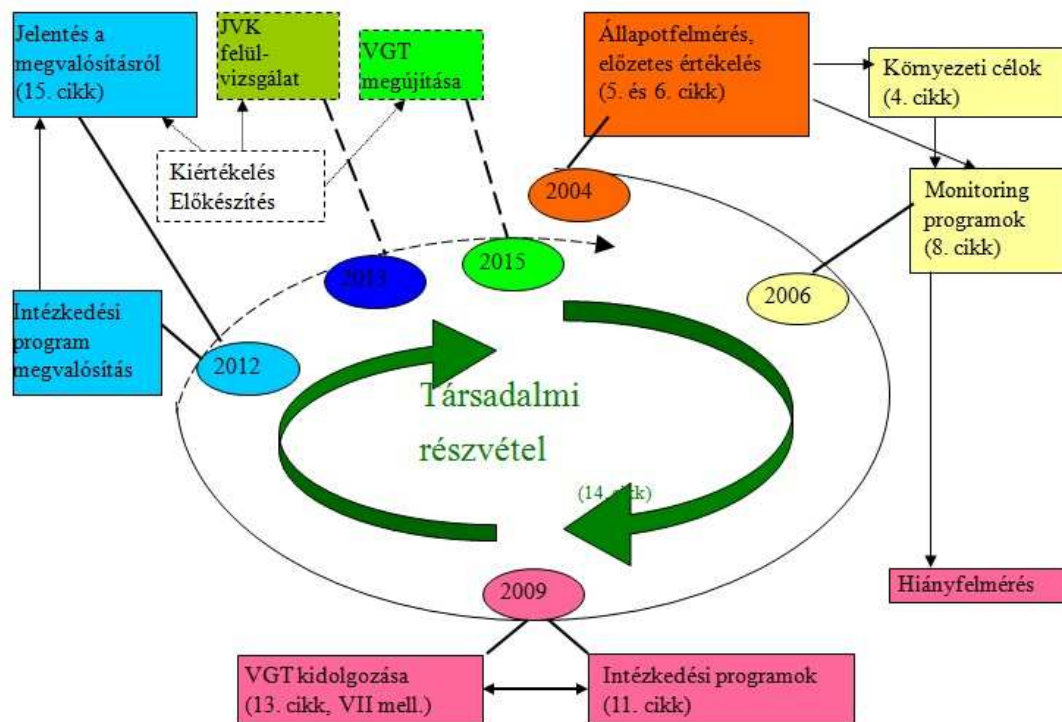 Jelentés a
megvalósításról
(15. cikk)
JVK
felül-
vizsgálat
VGT
megújítása
Állapotfelmérés,
előzetes értékelés
(5. és 6. cikk)
Környezeti célok
(4. cikk)
Kiértékelés
Előkészítés
2004
Monitoring
programok
(8. cikk)
2013
2015
2006
Intézkedési
program
megvalósítás
2012
Társadalmi
részvétel
(14. cikk)
2009
Hiányfelmérés
VGT kidolgozása
(13. cikk, VII mell.)
Intézkedési programok
(11. cikk)